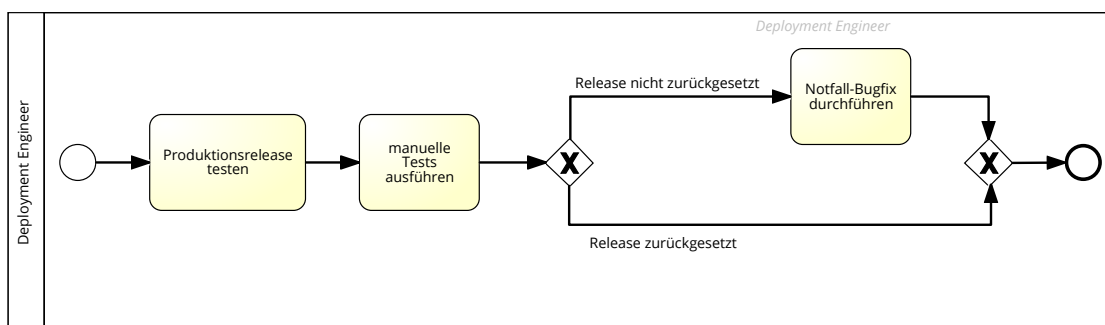 Deployment Engineer
Deployment Engineer
Produktionsrelease
testen
manuelle
Tests
ausführen
X
Release nicht zurückgesetzt
Notfall-Bugfix
durchführen
X
Release zurückgesetzt